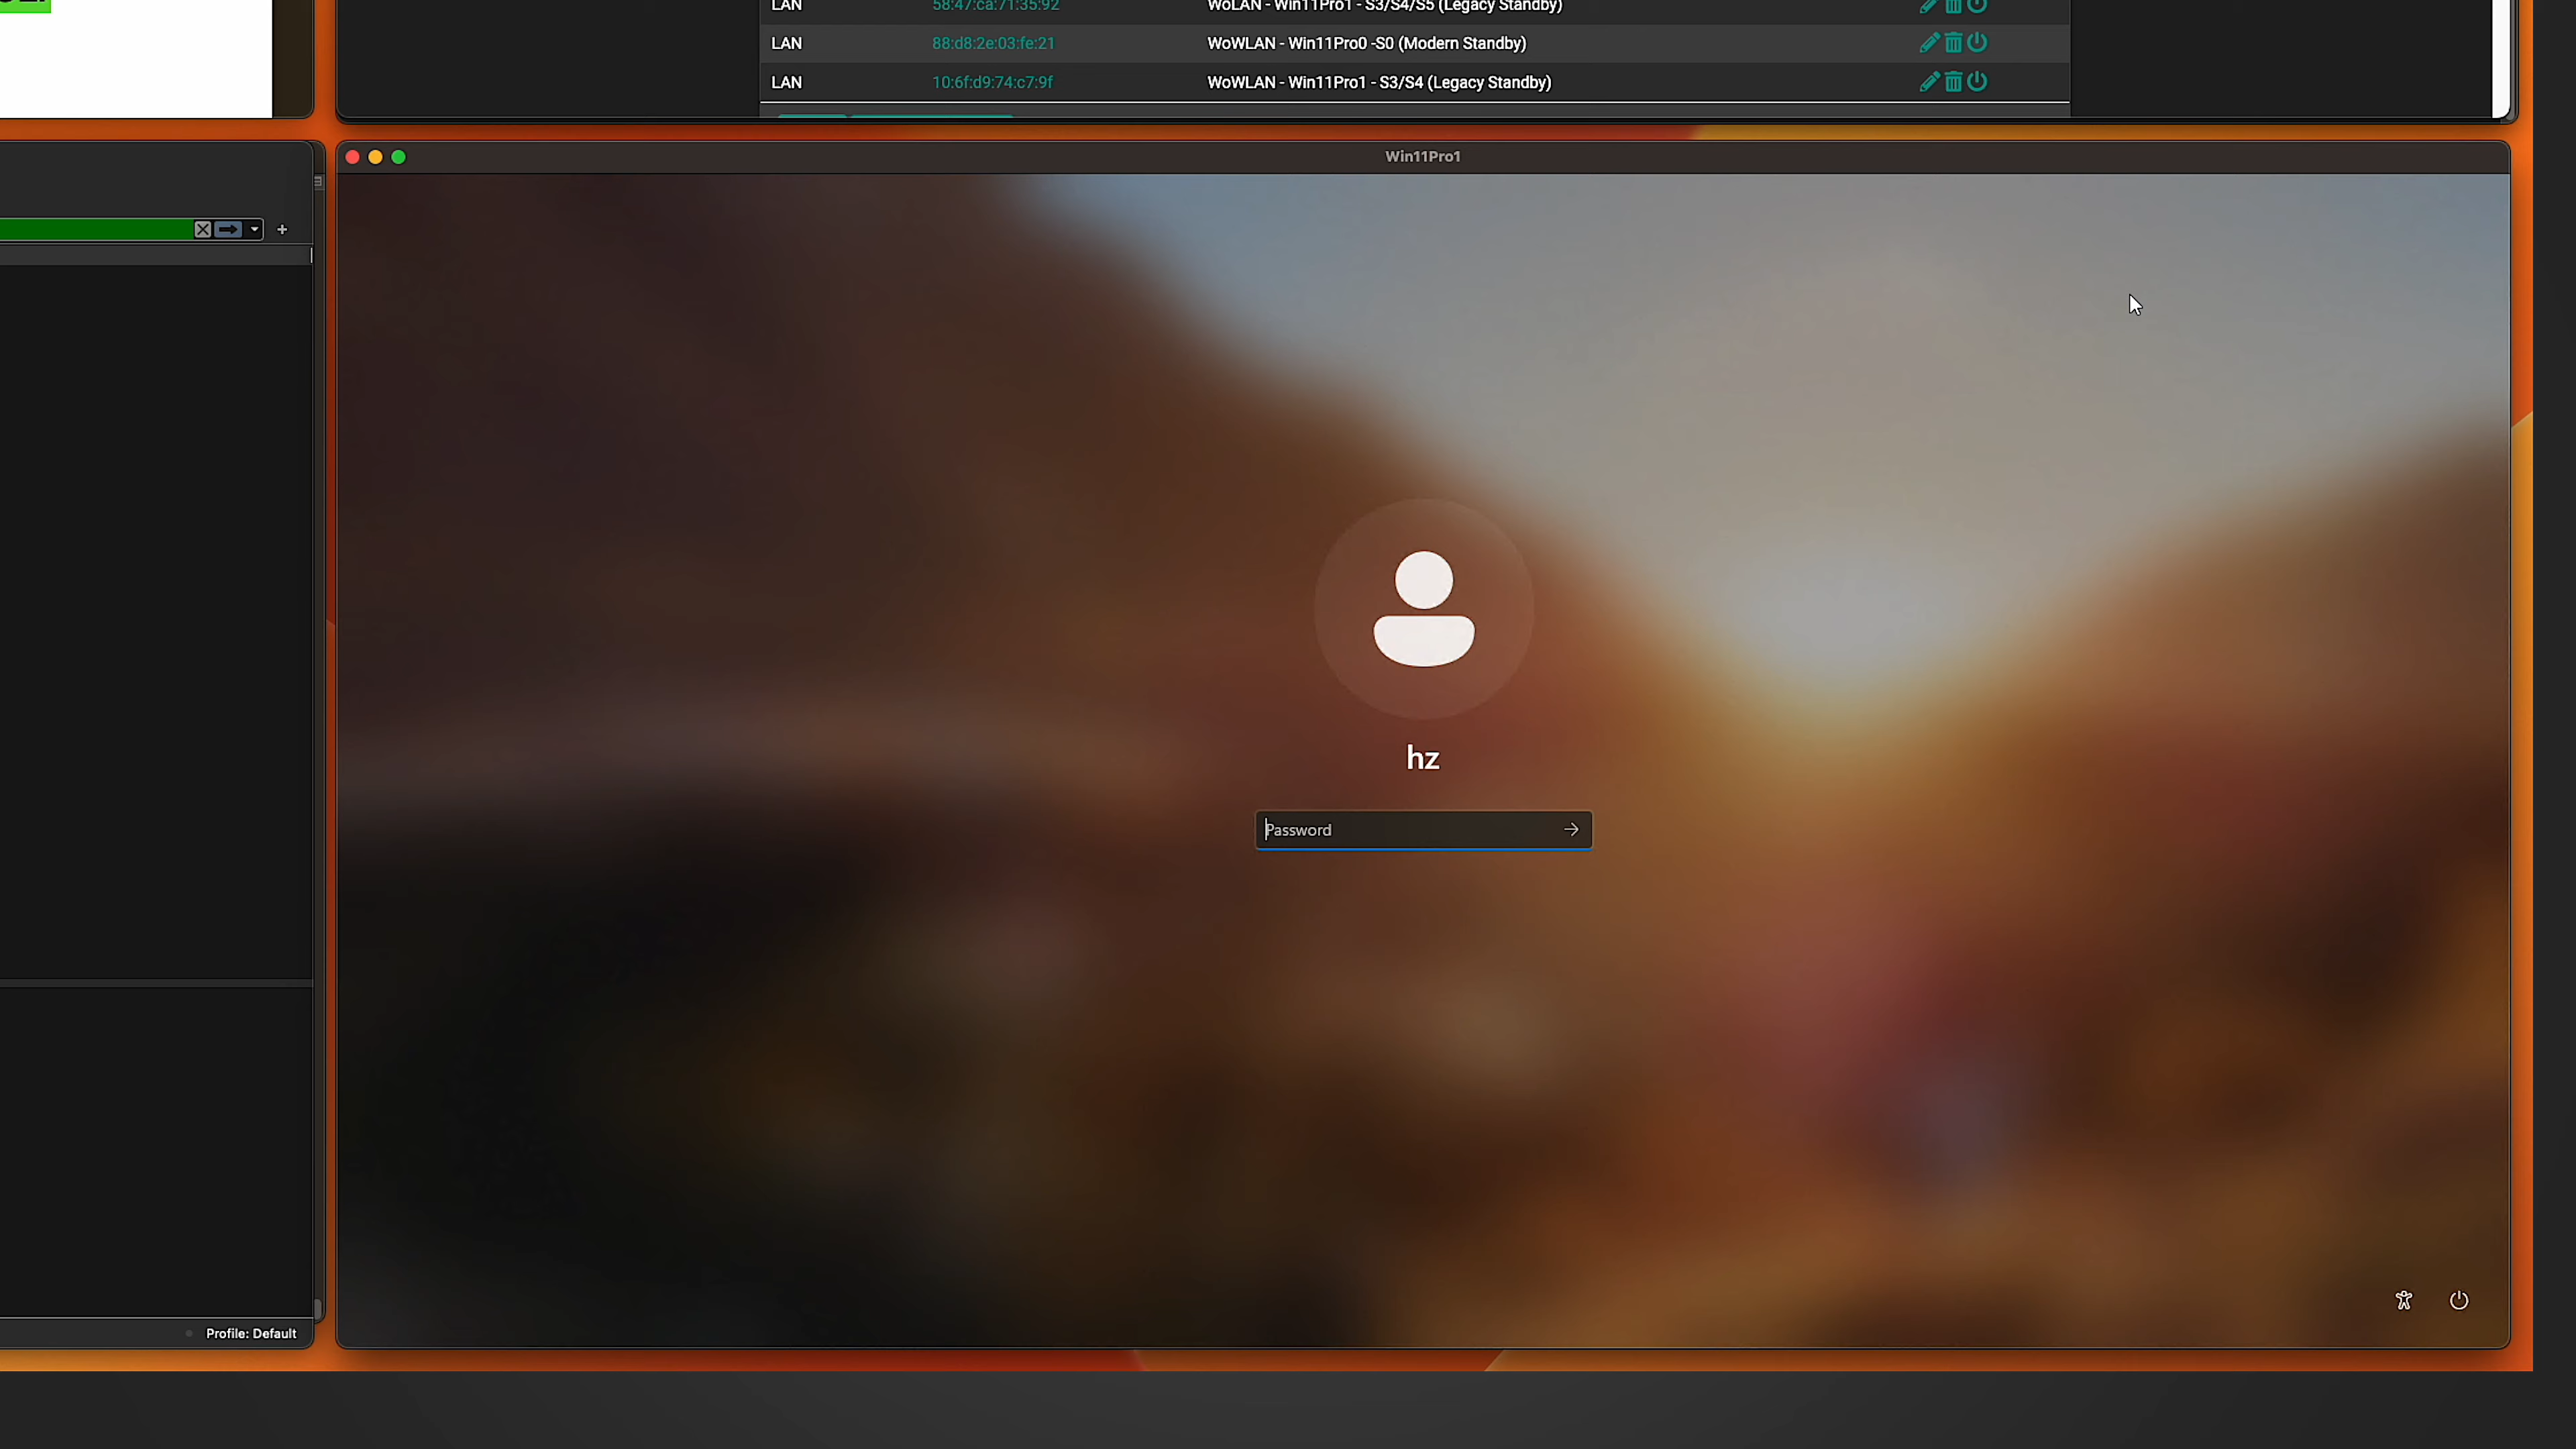 LAN 58:47:ca:71:35:92 WoLAN - Win11Pro1 - S3/S4/S5 (Legacy Standby)
LAN 88:d8:2e:03:fe:21 WoWLAN - Win11Pro0 -S0 (Modern Standby)
LAN 10:6f:d9:74:c7:9f WoWLAN - Win11Pro1 - S3/S4 (Legacy Standby)
Win11Pro1
hz
Password
Profile: Default